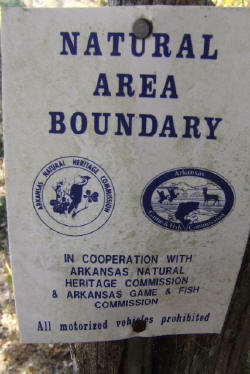 NATURAL
AREA
BOUNDARY
ARKANSAS NATURAL HERITAGE COMMISSION
Arkansas
Game & Fish Commission
IN COOPERATION WITH
ARKANSAS NATURAL
HERITAGE COMMISSION
& ARKANSAS GAME & FISH
COMMISSION
All motorized vehicles prohibited